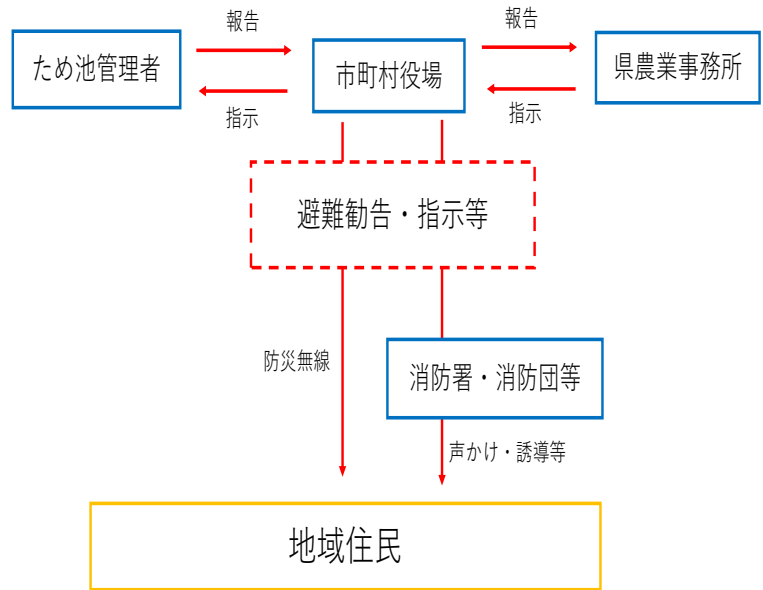 報告
報告
ため池管理者
市町村役場
県農業事務所
指示
指示
避難勧告・指示等
防災無線
消防署・消防団等
声かけ・誘導等
地域住民